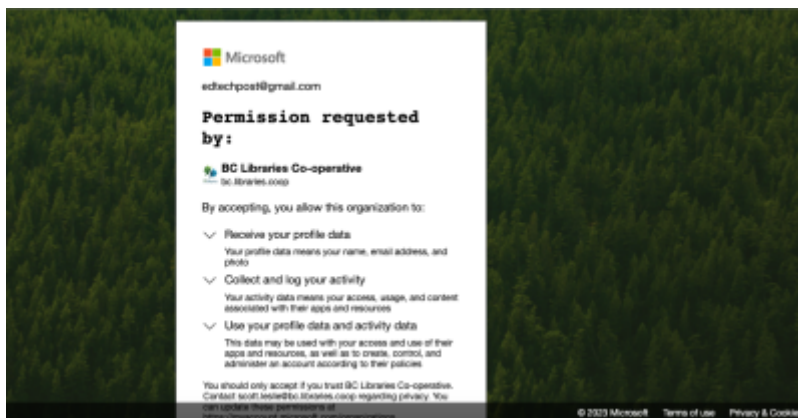 Microsoft
edtechpost@gmail.com
Permission requested
by:
BC Libraries Co-operative
bc.libraries.coop
By accepting, you allow this organization to:
Receive your profile data
Your profile data means your name, email address, and
photo
Collect and log your activity
Your activity data means your access, usage, and content
associated with their apps and resources
Use your profile data and activity data
This data may be used with your access and use of their
apps and resources, as well as to create, control, and
administer an account according to their policies
You should only accept if you trust BC Libraries Co-operative.
Contact scott.leslie@bc.libraries.coop regarding privacy. You
can update these permissions at
© 2023 Microsoft Terms of use Privacy & Cookie